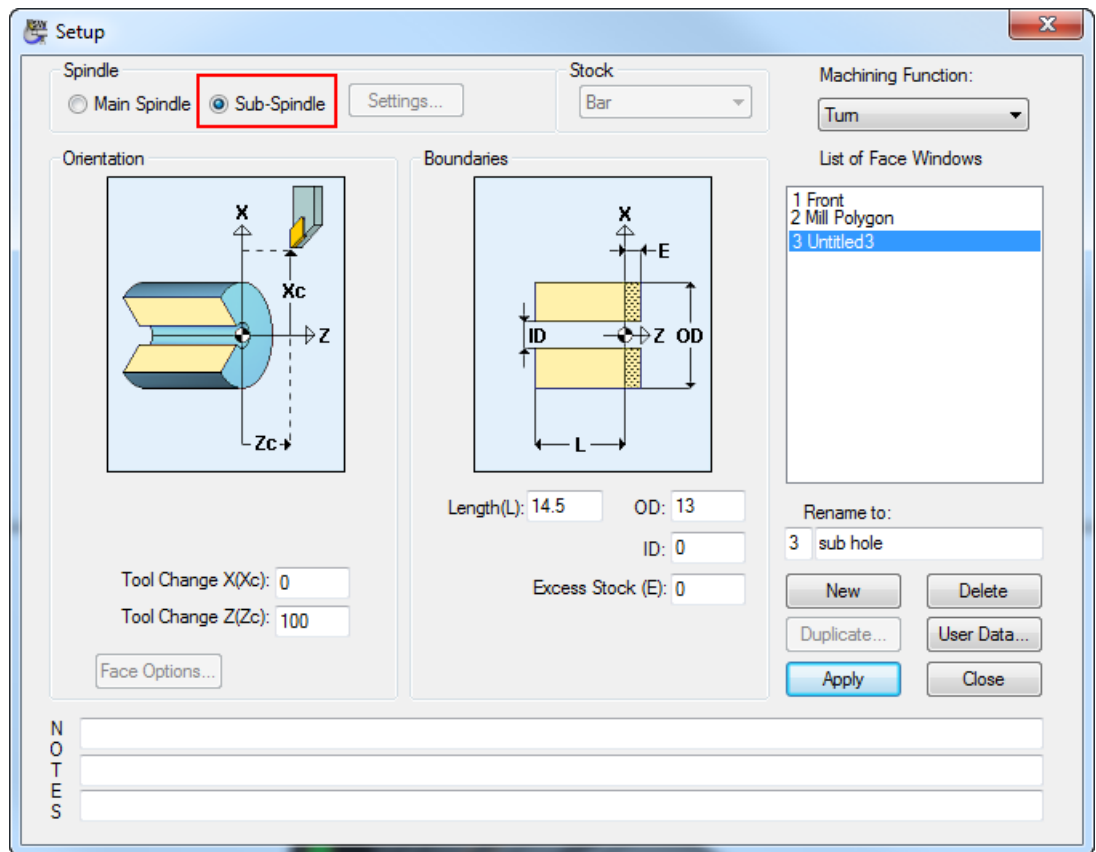 Setup
Spindle
Main Spindle
Sub-Spindle
Settings...
Stock
Bar
Machining Function:
Turn
Orientation
X
Xc
Z
Zc
Tool Change X(Xc): 0
Tool Change Z(Zc): 100
Face Options...
Boundaries
X
E
ID
Z
OD
L
Length(L): 14.5
OD: 13
ID: 0
Excess Stock (E): 0
List of Face Windows
1 Front
2 Mill Polygon
3 Untitled3
Rename to:
3 sub hole
New
Delete
Duplicate...
User Data...
Apply
Close
NOTES